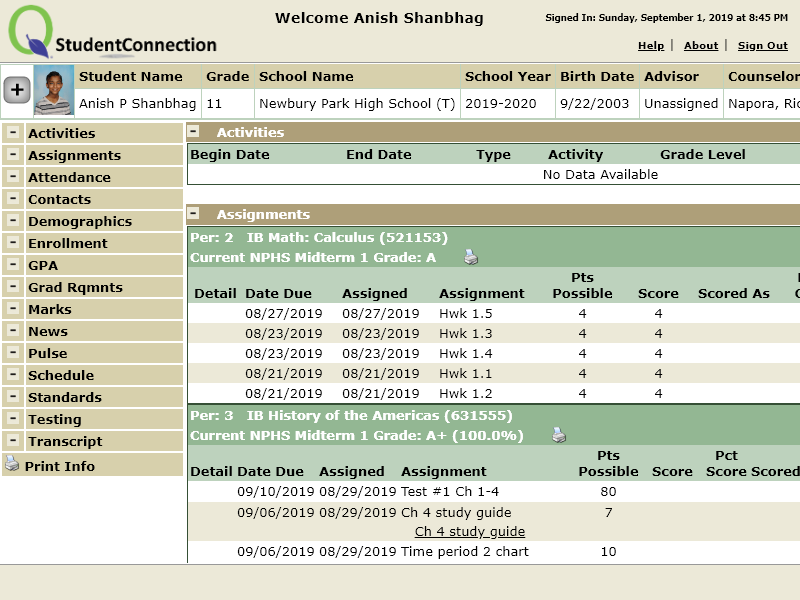 Welcome Anish Shanbhag
Signed In: Sunday, September 1, 2019 at 8:45 PM
StudentConnection
Help | About | Sign Out
Student Name Grade School Name School Year Birth Date Advisor Counselor
Anish P Shanbhag 11 Newbury Park High School (T) 2019-2020 9/22/2003 Unassigned Napora, Ric
Activities
Assignments
Attendance
Contacts
Demographics
Enrollment
GPA
Grad Rqmnts
Marks
News
Pulse
Schedule
Standards
Testing
Transcript
Print Info
Activities
Begin Date End Date Type Activity Grade Level
No Data Available
Assignments
Per: 2 IB Math: Calculus (521153)
Current NPHS Midterm 1 Grade: A
Pts
Detail Date Due Assigned Assignment Possible Score Scored As
08/27/2019 08/27/2019 Hwk 1.5 4 4
08/23/2019 08/23/2019 Hwk 1.3 4 4
08/23/2019 08/23/2019 Hwk 1.4 4 4
08/21/2019 08/21/2019 Hwk 1.1 4 4
08/21/2019 08/21/2019 Hwk 1.2 4 4
Per: 3 IB History of the Americas (631555)
Current NPHS Midterm 1 Grade: A+ (100.0%)
Pts Pct
Detail Date Due Assigned Assignment Possible Score Score Scored
09/10/2019 08/29/2019 Test #1 Ch 1-4 80
09/06/2019 08/29/2019 Ch 4 study guide 7
Ch 4 study guide
09/06/2019 08/29/2019 Time period 2 chart 10